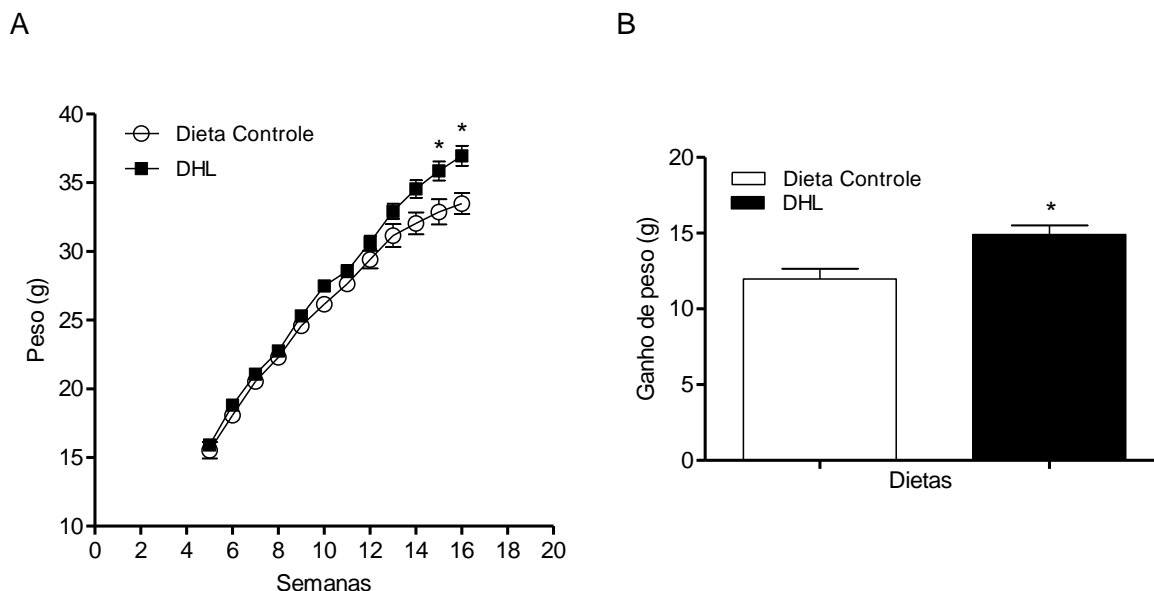 A
B
40
35
30
25
20
15
10
Peso (g)
Dieta Controle
DHL
*
*
0
2
4
6
8
10
12
14
16
18
20
Semanas
20
15
10
5
0
Ganho de peso (g)
Dieta Controle
DHL
*
Dietas